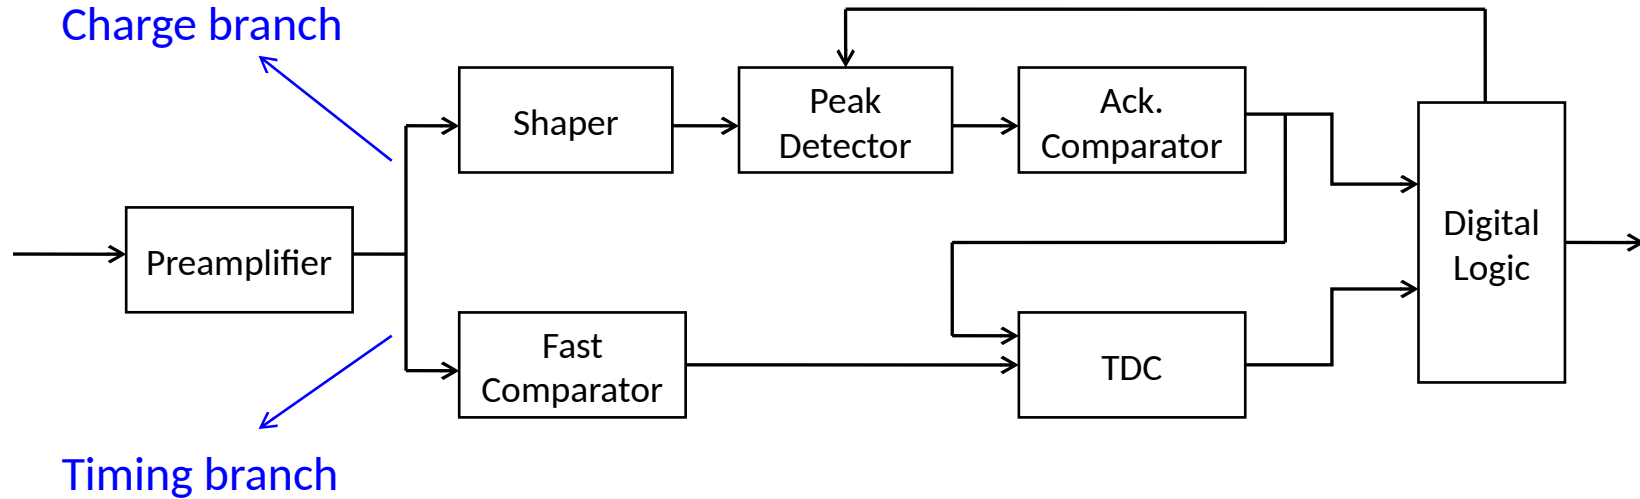 Charge branch
Shaper
Peak
Detector
Ack.
Comparator
Preamplifier
Digital
Logic
Fast
Comparator
TDC
Timing branch